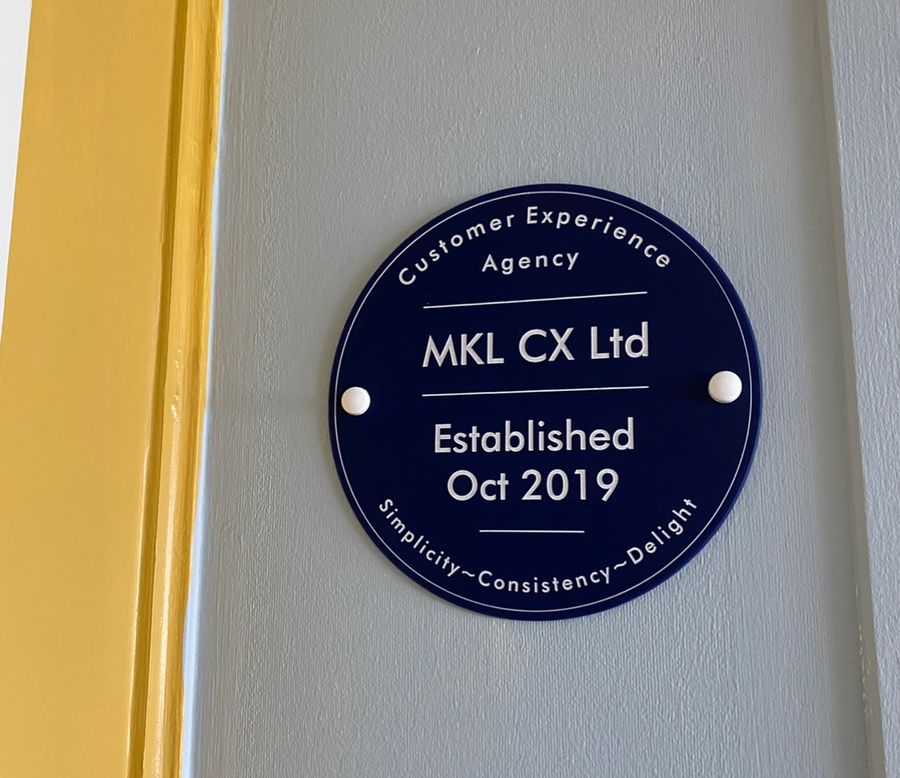 Customer Experience
Agency
MKL CX Ltd
Established
Oct 2019
Simplicity~Consistency~Delight